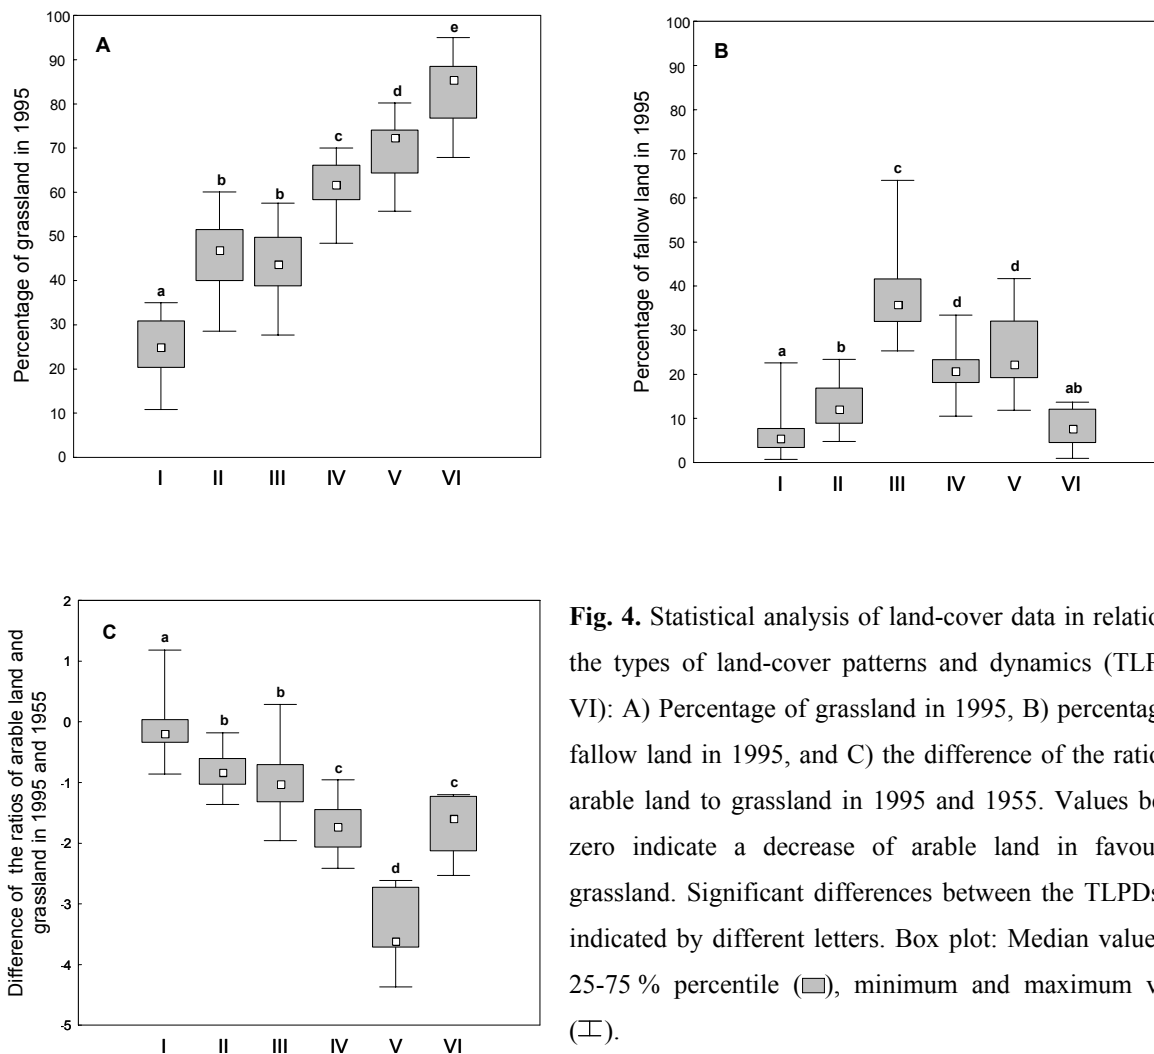 A
Percentage of grassland in 1995
100
90
80
70
60
50
40
30
20
10
0
a
b
b
c
d
e
I II III IV V VI
B
Percentage of fallow land in 1995
100
90
80
70
60
50
40
30
20
10
0
a
b
c
d
d
ab
I II III IV V VI
C
Difference of the ratios of arable land and
grassland in 1995 and 1955
2
1
0
-1
-2
-3
-4
-5
a
b
b
c
d
c
I II III IV V VI
Fig. 4. Statistical analysis of land-cover data in relatio
the types of land-cover patterns and dynamics (TLP
VI): A) Percentage of grassland in 1995, B) percentag
fallow land in 1995, and C) the difference of the ratio
arable land to grassland in 1995 and 1955. Values be
zero indicate a decrease of arable land in favou
grassland. Significant differences between the TLPDs
indicated by different letters. Box plot: Median value
25-75 % percentile ( ), minimum and maximum v
( ).